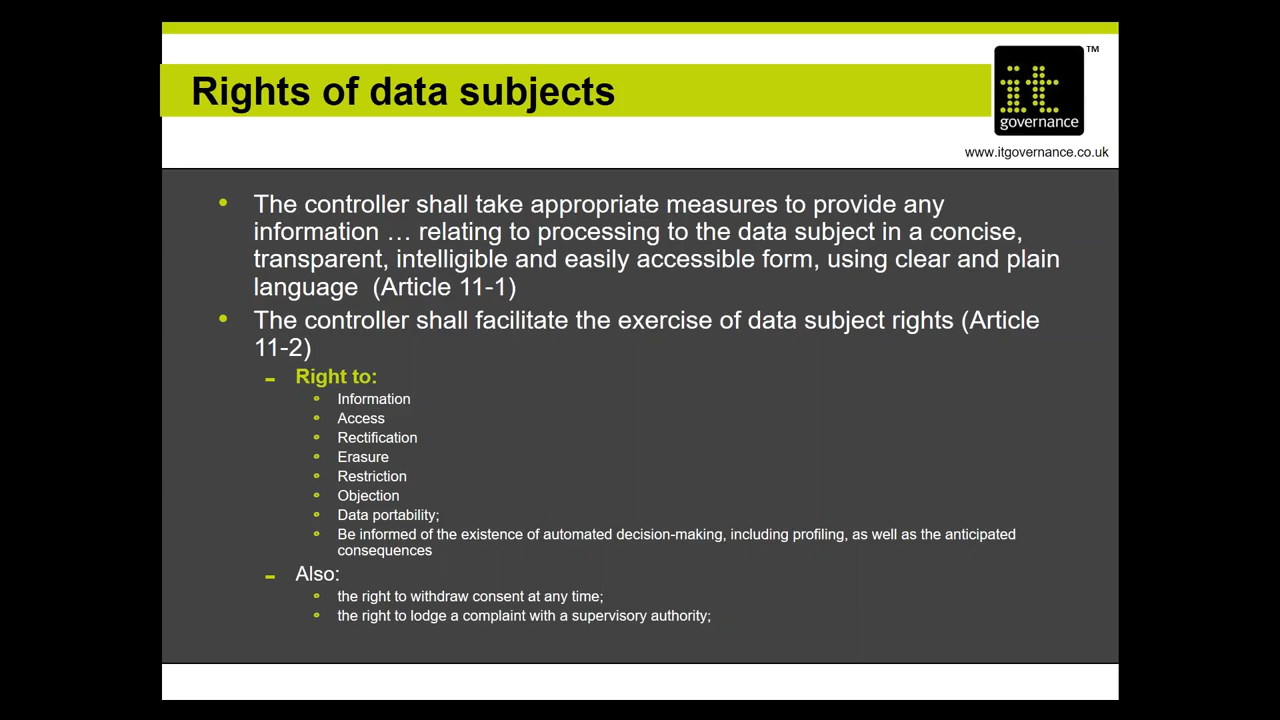 Rights of data subjects
TM
it
governance
www.itgovernance.co.uk
The controller shall take appropriate measures to provide any
information … relating to processing to the data subject in a concise,
transparent, intelligible and easily accessible form, using clear and plain
language (Article 11-1)
The controller shall facilitate the exercise of data subject rights (Article
11-2)
Right to:
Information
Access
Rectification
Erasure
Restriction
Objection
Data portability;
Be informed of the existence of automated decision-making, including profiling, as well as the anticipated
consequences
Also:
the right to withdraw consent at any time;
the right to lodge a complaint with a supervisory authority;